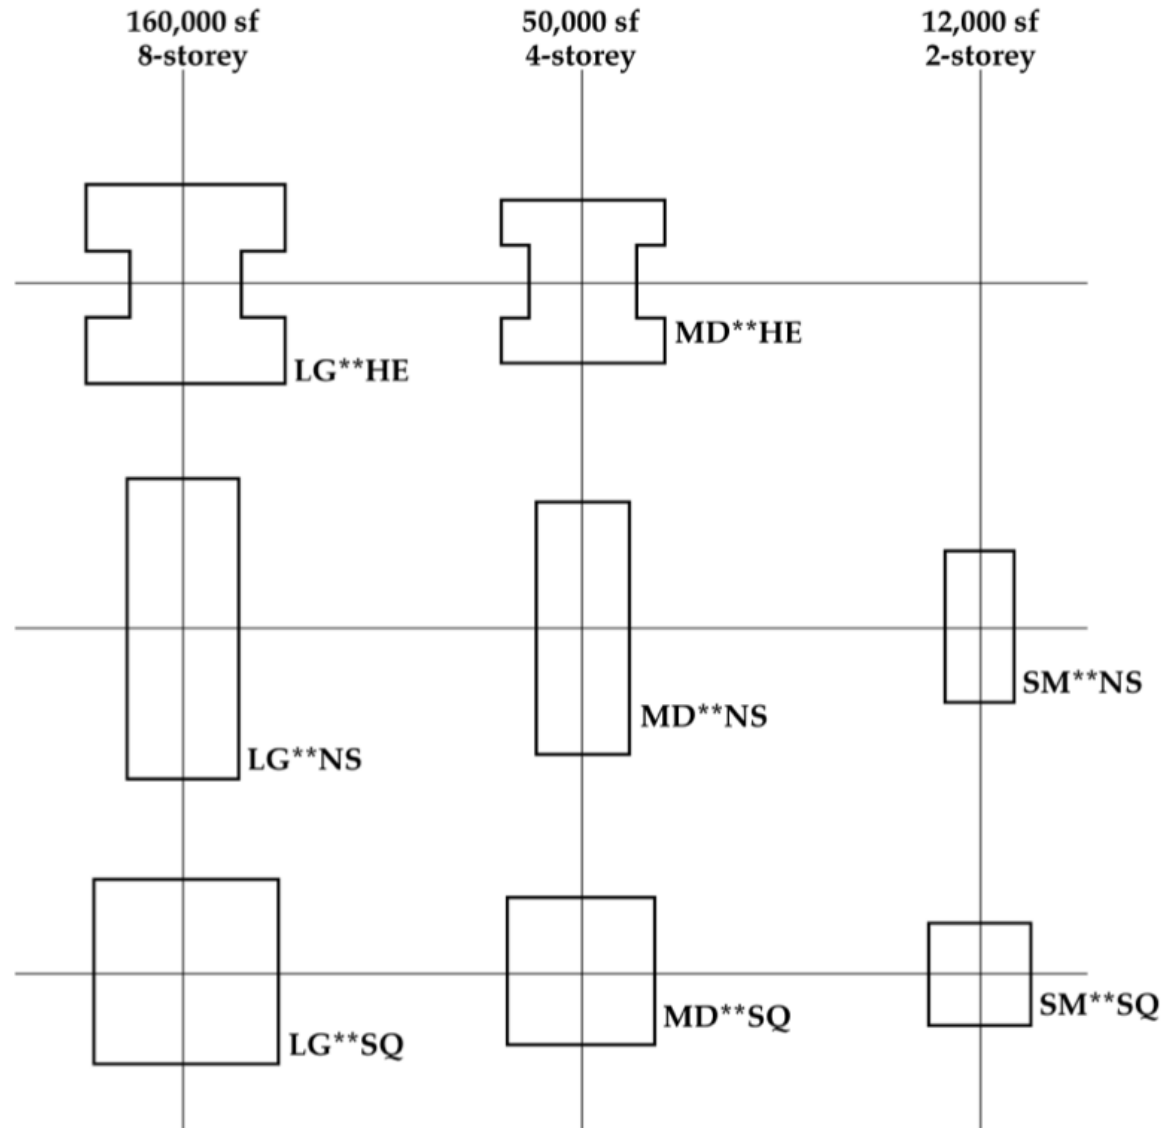 160,000 sf
8-storey
50,000 sf
4-storey
12,000 sf
2-storey
LG**HE
MD**HE
LG**NS
MD**NS
SM**NS
LG**SQ
MD**SQ
SM**SQ